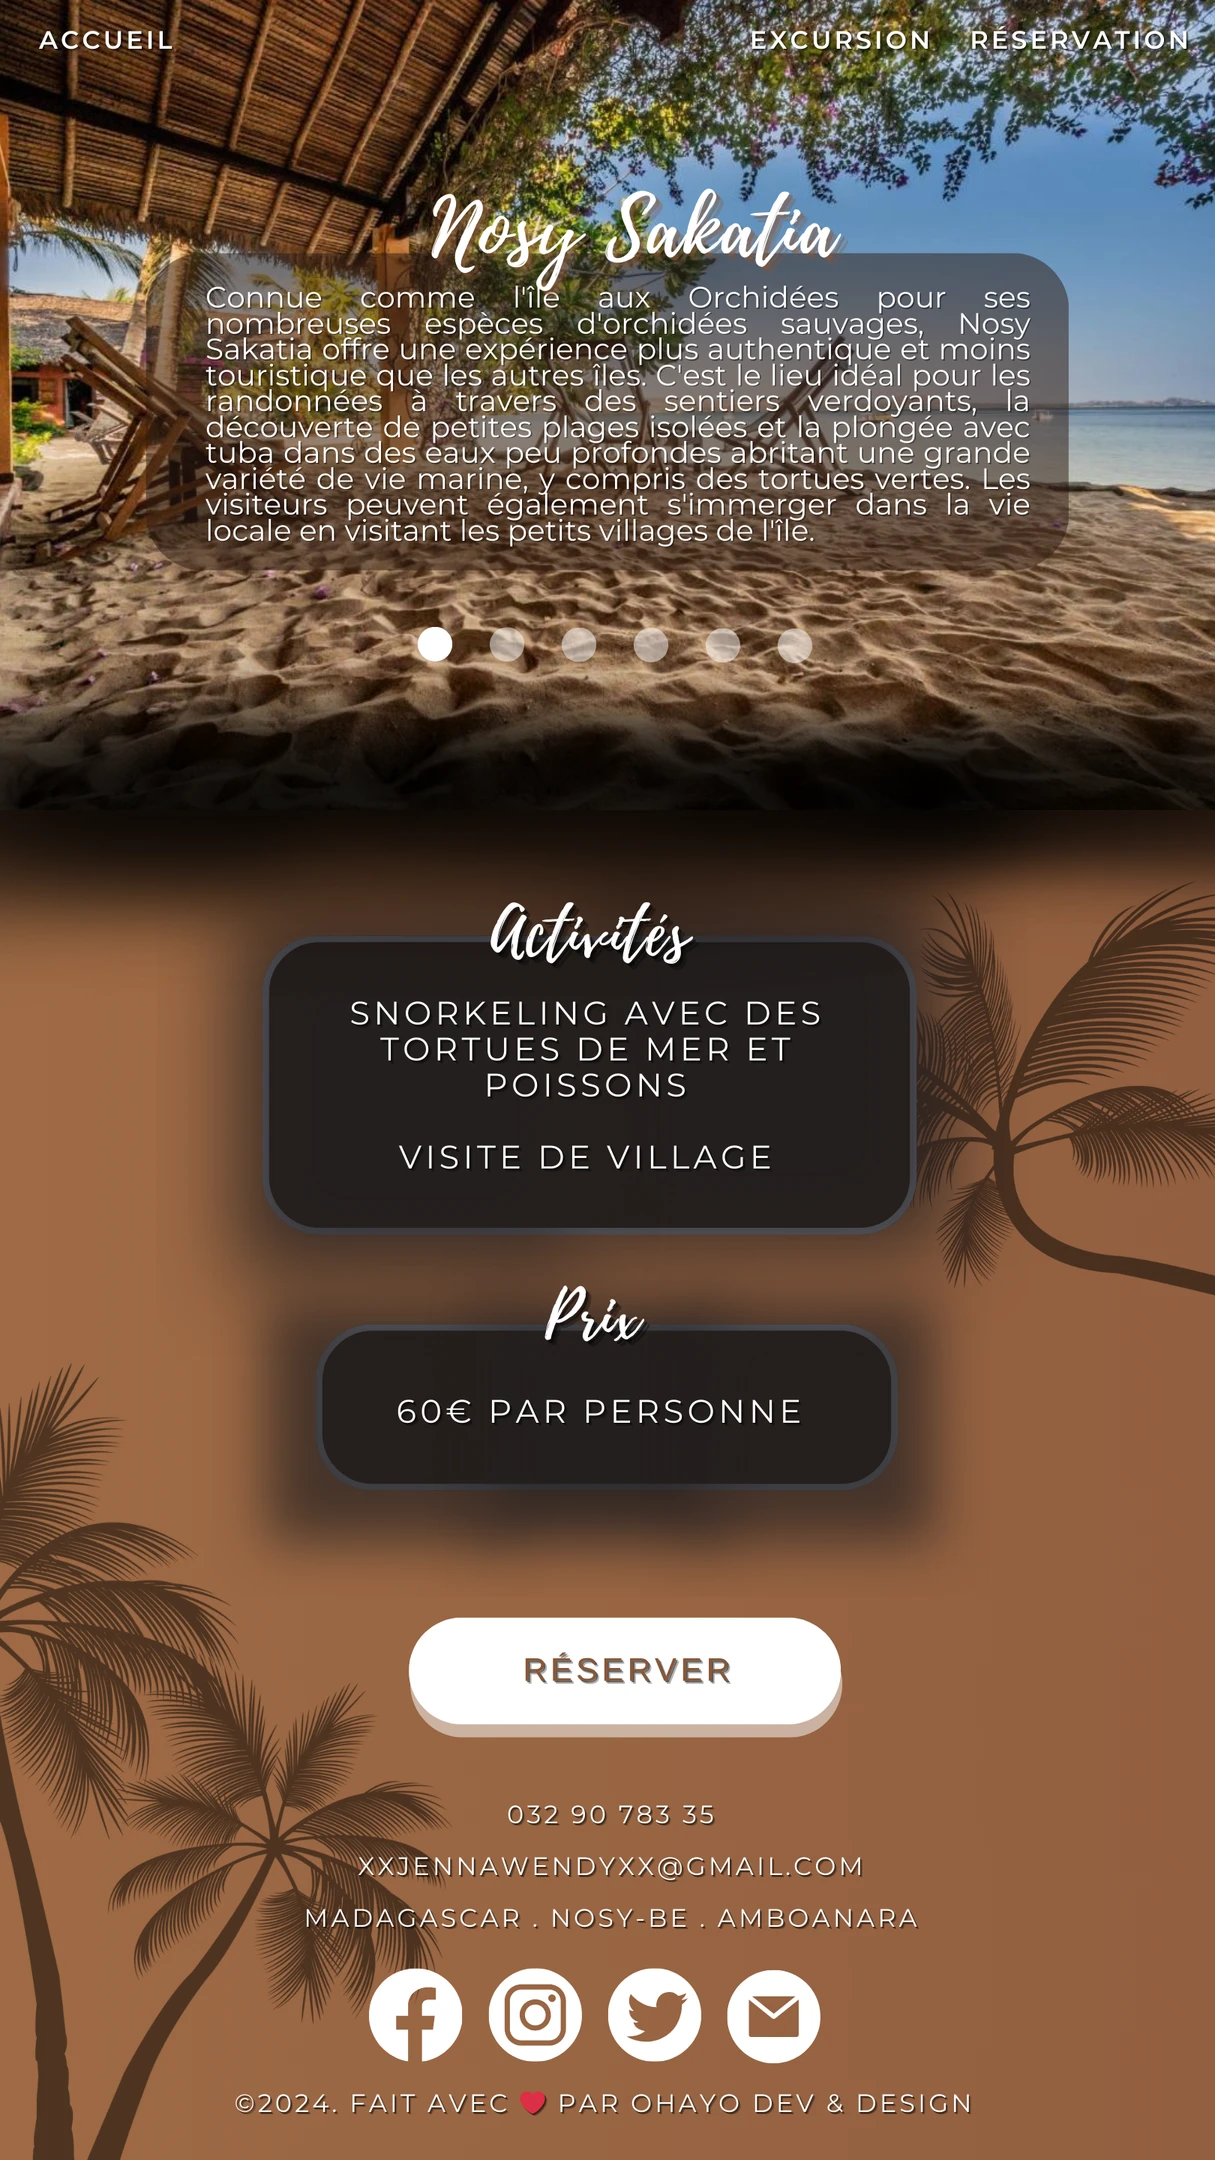 ACCUEIL EXCURSION RÉSERVATION
Nosy Sakatia
Connue comme l'île aux Orchidées pour ses
nombreuses espèces d'orchidées sauvages, Nosy
Sakatia offre une expérience plus authentique et moins
touristique que les autres îles. C'est le lieu idéal pour les
randonnées à travers des sentiers verdoyants, la
découverte de petites plages isolées et la plongée avec
tuba dans des eaux peu profondes abritant une grande
variété de vie marine, y compris des tortues vertes. Les
visiteurs peuvent également s'immerger dans la vie
locale en visitant les petits villages de l'île.
Activités
SNORKELING AVEC DES
TORTUES DE MER ET
POISSONS
VISITE DE VILLAGE
Prix
60€ PAR PERSONNE
RÉSERVER
032 90 783 35
XXJENNAWENDYXX@GMAIL.COM
MADAGASCAR . NOSY-BE . AMBOANARA
©2024. FAIT AVEC ❤ PAR OHAYO DEV & DESIGN